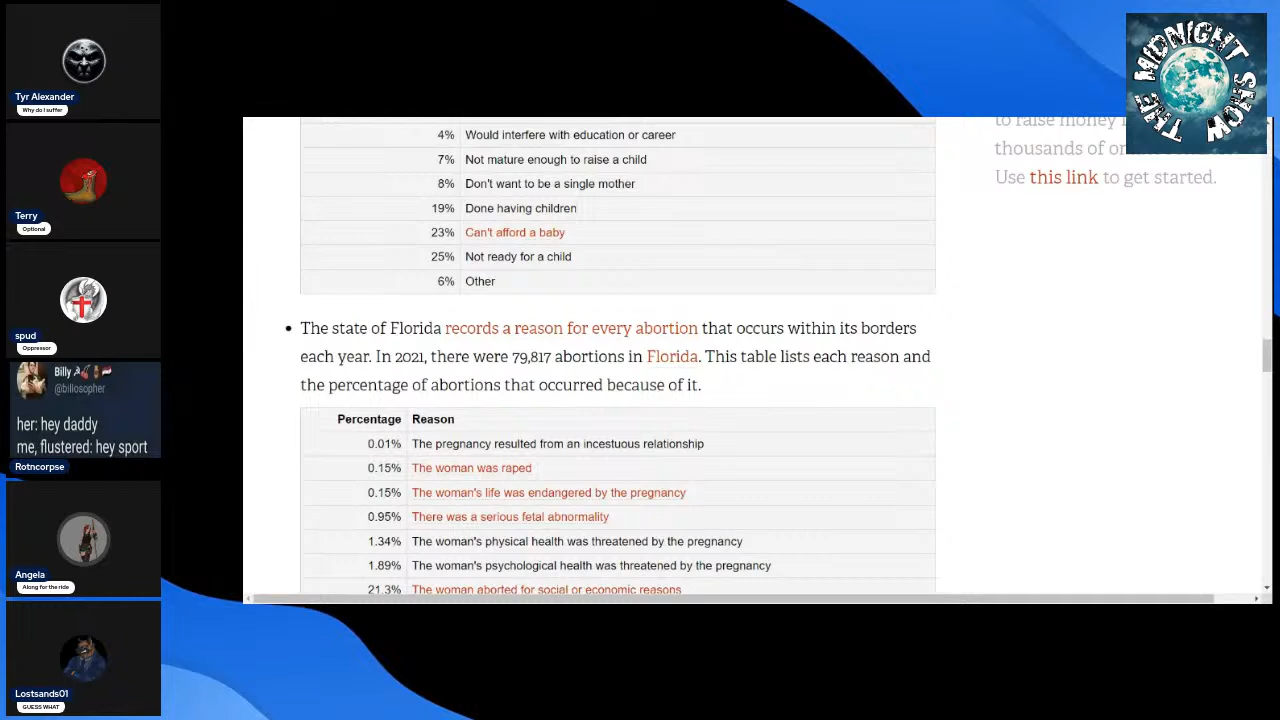 Tyr Alexander
Why do I suffer
Terry
Optional
spud
Oppressor
Billy
@billosopher
her: hey daddy
me, flustered: hey sport
Rotncorpse
Angela
Along for the ride
Lostsands01
GUESS WHAT
4% Would interfere with education or career
7% Not mature enough to raise a child
8% Don't want to be a single mother
19% Done having children
23% Can't afford a baby
25% Not ready for a child
6% Other
• The state of Florida records a reason for every abortion that occurs within its borders
each year. In 2021, there were 79,817 abortions in Florida. This table lists each reason and
the percentage of abortions that occurred because of it.
Percentage Reason
0.01% The pregnancy resulted from an incestuous relationship
0.15% The woman was raped
0.15% The woman's life was endangered by the pregnancy
0.95% There was a serious fetal abnormality
1.34% The woman's physical health was threatened by the pregnancy
1.89% The woman's psychological health was threatened by the pregnancy
21.3% The woman aborted for social or economic reasons
to raise money
thousands of
Use this link to get started.
THE MIDNIGHT SHOW